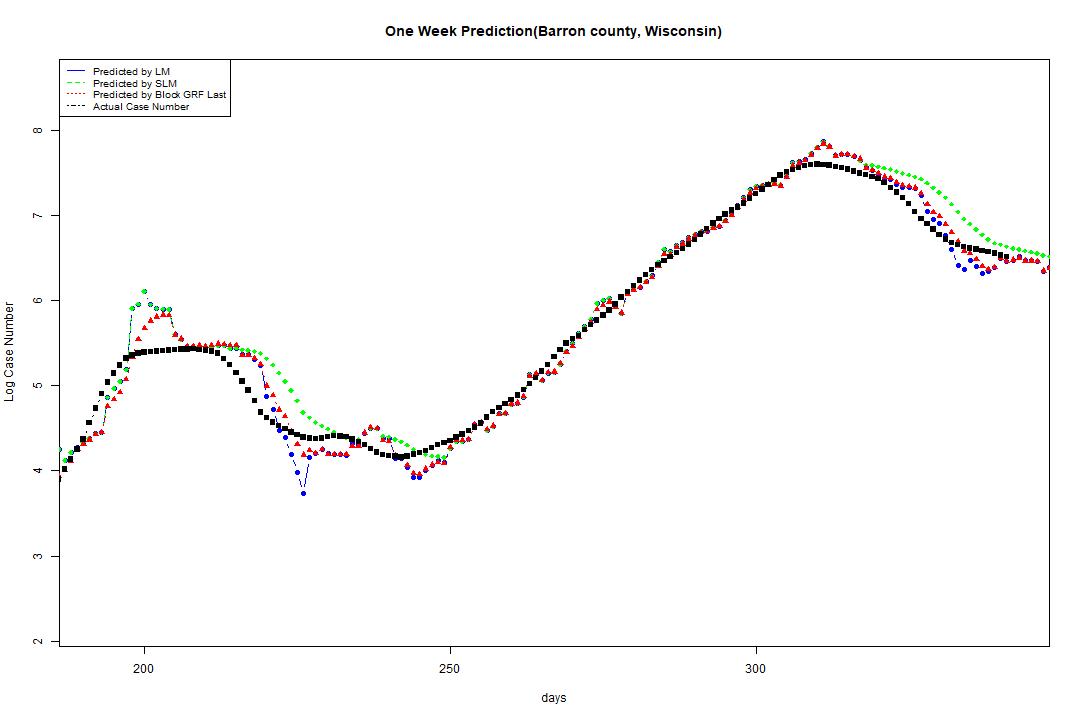 One Week Prediction(Barron county, Wisconsin)
Predicted by LM
Predicted by SLM
Predicted by Block GRF Last
Actual Case Number
Log Case Number
8
7
6
5
4
3
2
200
250
300
days